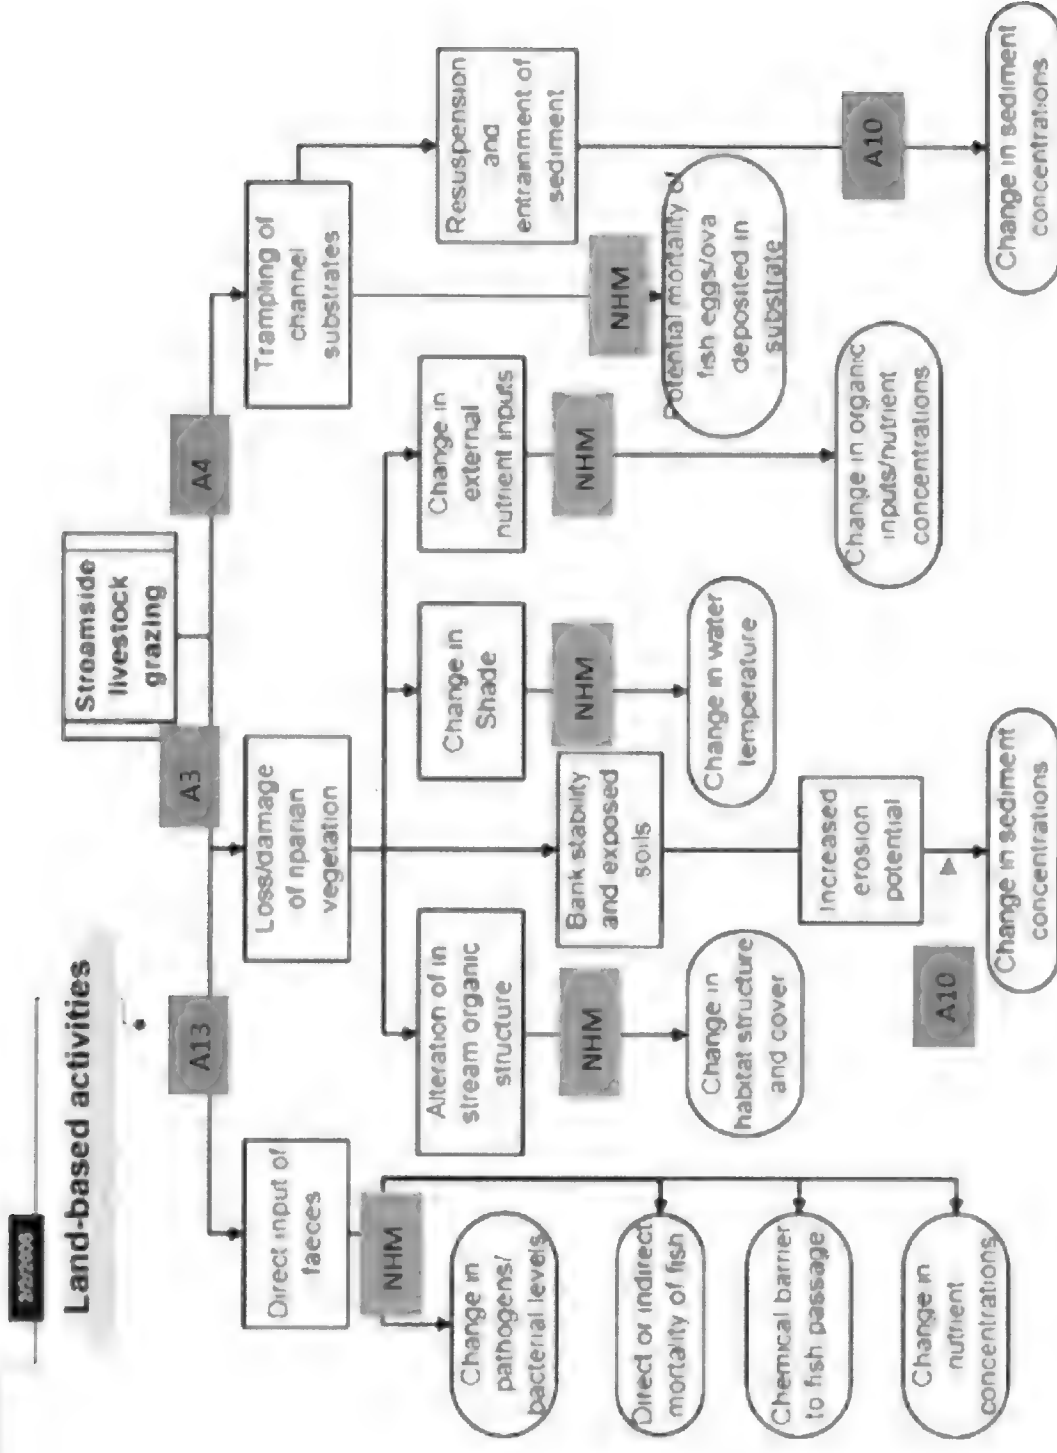 2/2/2006
Land-based activities
Streamside
livestock
grazing
A13
A3
A4
Direct input of
faeces
Loss/damage
of riparian
vegetation
Trampling of
channel
substrates
NHM
Change in
pathogens/
bacterial levels
Direct or indirect
mortality of fish
Chemical barrier
to fish passage
Change in
nutrient
concentrations
Alteration of in
stream organic
structure
NHM
Change in
habitat structure
and cover
Bank stability
and exposed
soils
Increased
erosion
potential
A10
Change in sediment
concentrations
Change in
Shade
NHM
Change in water
temperature
Change in
external
nutrient inputs
NHM
Change in organic
inputs/nutrient
concentrations
NHM
Potential mortality of
fish eggs/ova
deposited in
substrate
Resuspension
and
entrainment of
sediment
A10
Change in sediment
concentrations